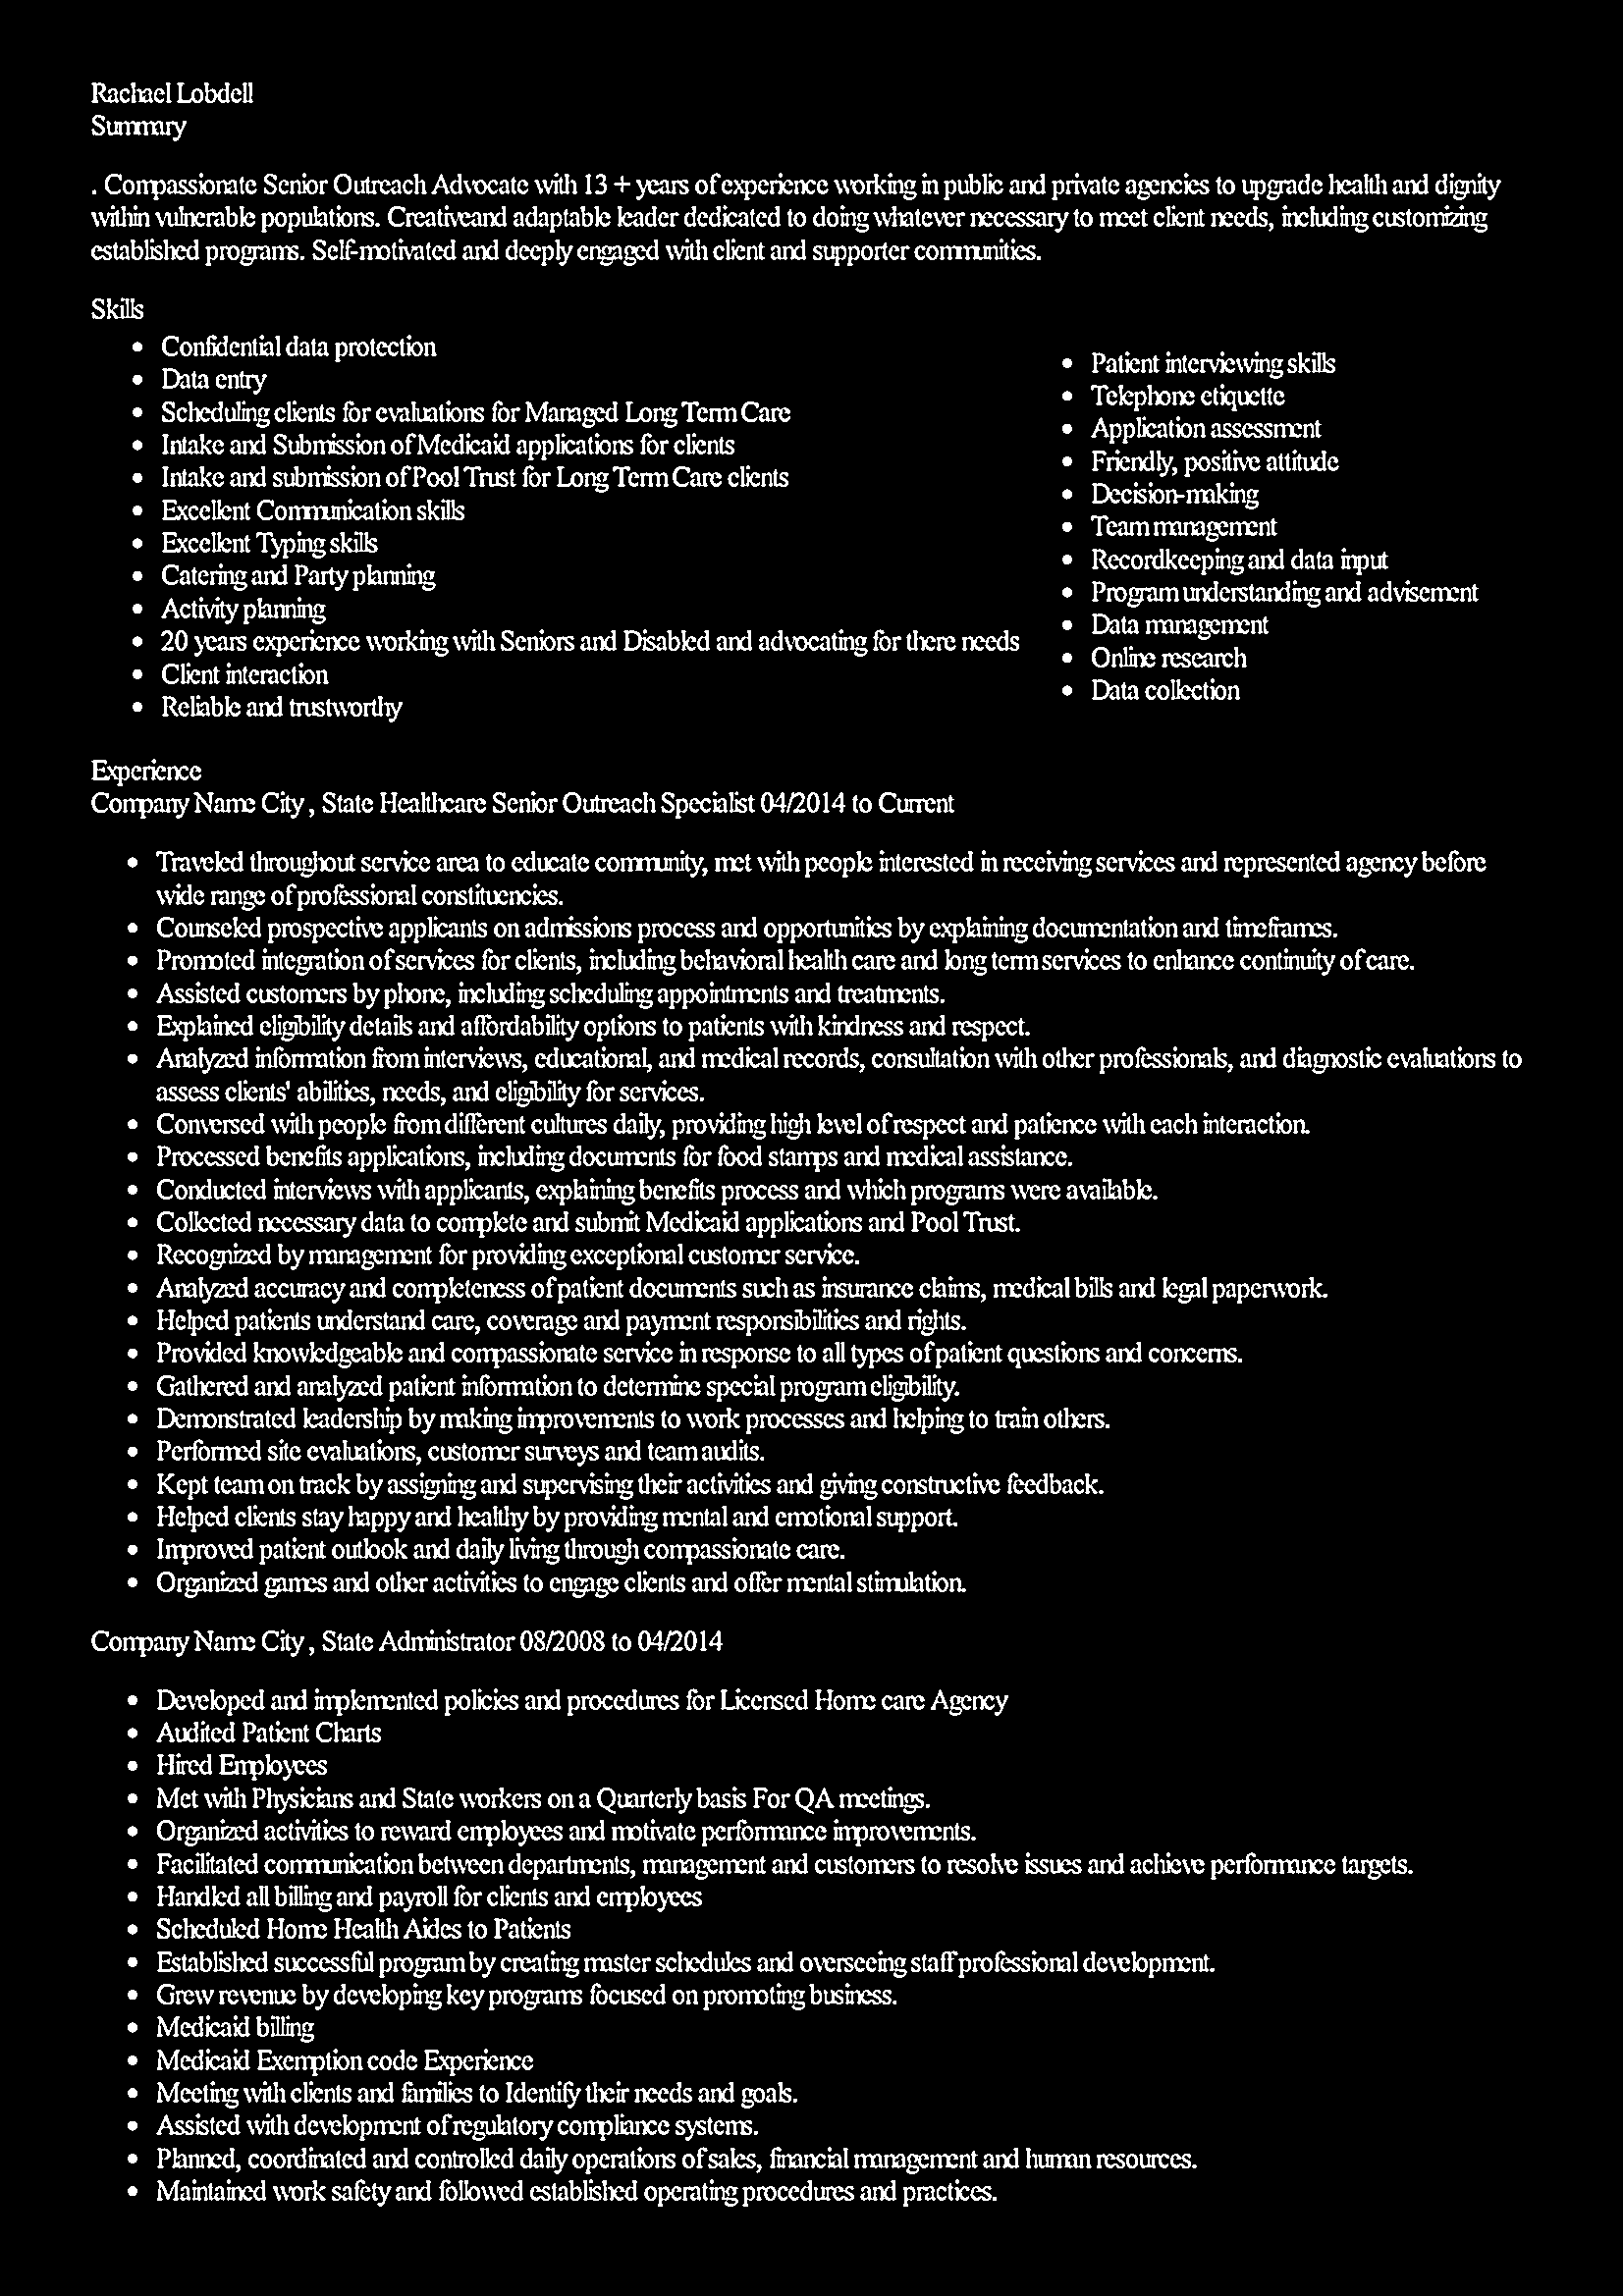 Rachael Lobdell
Summary
. Compassionate Senior Outreach Advocate with 13 + years of experience working in public and private agencies to upgrade health and dignity
within vulnerable populations. Creativeand adaptable leader dedicated to doing whatever necessary to meet client needs, including customizing
established programs. Self-motivated and deeply engaged with client and supporter communities.
Skills
• Confidential data protection
• Data entry
• Scheduling clients for evaluations for Managed Long Term Care
• Intake and Submission of Medicaid applications for clients
• Intake and submission of Pool Trust for Long Term Care clients
• Excellent Communication skills
• Excellent Typing skills
• Catering and Party planning
• Activity planning
• 20 years experience working with Seniors and Disabled and advocating for there needs
• Client interaction
• Reliable and trustworthy
• Patient interviewing skills
• Telephone etiquette
• Application assessment
• Friendly, positive attitude
• Decision-making
• Team management
• Recordkeeping and data input
• Program understanding and advisement
• Data management
• Online research
• Data collection
Experience
Company Name City , State Healthcare Senior Outreach Specialist 04/2014 to Current
• Traveled throughout service area to educate community, met with people interested in receiving services and represented agency before
wide range of professional constituencies.
• Counseled prospective applicants on admissions process and opportunities by explaining documentation and timeframes.
• Promoted integration of services for clients, including behavioral health care and long term services to enhance continuity of care.
• Assisted customers by phone, including scheduling appointments and treatments.
• Explained eligibility details and affordability options to patients with kindness and respect.
• Analyzed information from interviews, educational, and medical records, consultation with other professionals, and diagnostic evaluations to
assess clients' abilities, needs, and eligibility for services.
• Conversed with people from different cultures daily, providing high level of respect and patience with each interaction.
• Processed benefits applications, including documents for food stamps and medical assistance.
• Conducted interviews with applicants, explaining benefits process and which programs were available.
• Collected necessary data to complete and submit Medicaid applications and Pool Trust.
• Recognized by management for providing exceptional customer service.
• Analyzed accuracy and completeness of patient documents such as insurance claims, medical bills and legal paperwork.
• Helped patients understand care, coverage and payment responsibilities and rights.
• Provided knowledgeable and compassionate service in response to all types of patient questions and concerns.
• Gathered and analyzed patient information to determine special program eligibility.
• Demonstrated leadership by making improvements to work processes and helping to train others.
• Performed site evaluations, customer surveys and team audits.
• Kept team on track by assigning and supervising their activities and giving constructive feedback.
• Helped clients stay happy and healthy by providing mental and emotional support.
• Improved patient outlook and daily living through compassionate care.
• Organized games and other activities to engage clients and offer mental stimulation.
Company Name City , State Administrator 08/2008 to 04/2014
• Developed and implemented policies and procedures for Licensed Home care Agency
• Audited Patient Charts
• Hired Employees
• Met with Physicians and State workers on a Quarterly basis For QA meetings.
• Organized activities to reward employees and motivate performance improvements.
• Facilitated communication between departments, management and customers to resolve issues and achieve performance targets.
• Handled all billing and payroll for clients and employees
• Scheduled Home Health Aides to Patients
• Established successful program by creating master schedules and overseeing staff professional development.
• Grew revenue by developing key programs focused on promoting business.
• Medicaid billing
• Medicaid Exemption code Experience
• Meeting with clients and families to Identify their needs and goals.
• Assisted with development of regulatory compliance systems.
• Planned, coordinated and controlled daily operations of sales, financial management and human resources.
• Maintained work safety and followed established operating procedures and practices.